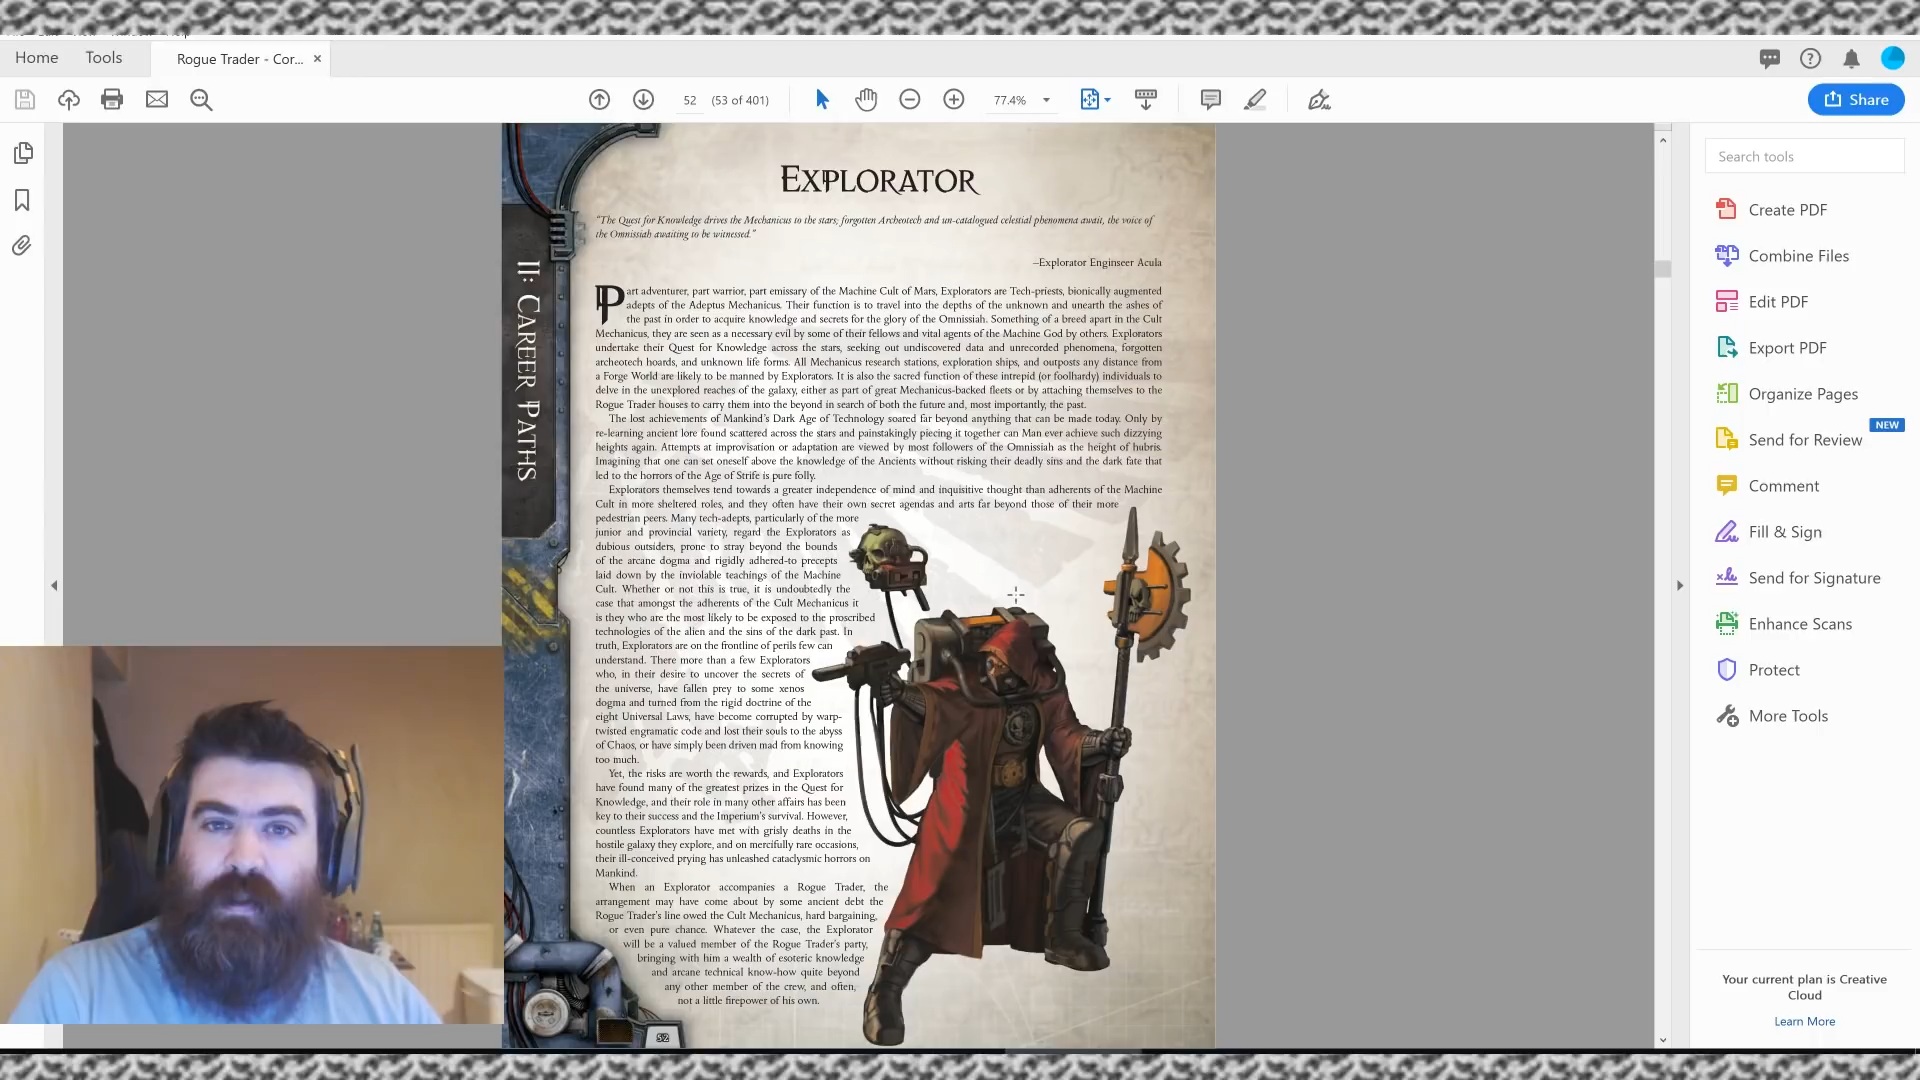 Home
Tools
Rogue Trader - Cor...
52
(53 of 401)
77.4%
Share
EXPLORATOR
"The Quest for Knowledge drives the Mechanicus to the stars; forgotten Archeotech and un-catalogued celestial phenomena await, the voice of
the Omnissiah awaiting to be witnessed."
–Explorator Enginseer Acula
II: CAREER PATHS
Part adventurer, part warrior, part emissary of the Machine Cult of Mars, Explorators are Tech-priests, bionically augmented
adepts of the Adeptus Mechanicus. Their function is to travel into the depths of the unknown and unearth the ashes of
the past in order to acquire knowledge and secrets for the glory of the Omnissiah. Something of a breed apart in the Cult
Mechanicus, they are seen as a necessary evil by some of their fellows and vital agents of the Machine God by others. Explorators
undertake their Quest for Knowledge across the stars, seeking out undiscovered data and unrecorded phenomena, forgotten
archeotech hoards, and unknown life forms. All Mechanicus research stations, exploration ships, and outposts any distance from
a Forge World are likely to be manned by Explorators. It is also the sacred function of these intrepid (or foolhardy) individuals to
delve in the unexplored reaches of the galaxy, either as part of great Mechanicus-backed fleets or by attaching themselves to the
Rogue Trader houses to carry them into the beyond in search of both the future and, most importantly, the past.
The lost achievements of Mankind's Dark Age of Technology soared far beyond anything that can be made today. Only by
re-learning ancient lore found scattered across the stars and painstakingly piecing it together can Man ever achieve such dizzying
heights again. Attempts at improvisation or adaptation are viewed by most followers of the Omnissiah as the height of hubris.
Imagining that one can set oneself above the knowledge of the Ancients without risking their deadly sins and the dark fate that
led to the horrors of the Age of Strife is pure folly.
Explorators themselves tend towards a greater independence of mind and inquisitive thought than adherents of the Machine
Cult in more sheltered roles, and they often have their own secret agendas and arts far beyond those of their more
pedestrian peers. Many tech-adepts, particularly of the more
junior and provincial variety, regard the Explorators as
dubious outsiders, prone to stray beyond the bounds
of the arcane dogma and rigidly adhered-to precepts
laid down by the inviolable teachings of the Machine
Cult. Whether or not this is true, it is undoubtedly the
case that amongst the adherents of the Cult Mechanicus it
is they who are the most likely to be exposed to the proscribed
technologies of the alien and the sins of the dark past. In
truth, Explorators are on the frontline of perils few can
understand. There more than a few Explorators
who, in their desire to uncover the secrets of
the universe, have fallen prey to some xenos
dogma and turned from the rigid doctrine of the
eight Universal Laws, have become corrupted by warp-
twisted engramatic code and lost their souls to the abyss
of Chaos, or have simply been driven mad from knowing
too much.
Yet, the risks are worth the rewards, and Explorators
have found many of the greatest prizes in the Quest for
Knowledge, and their role in many other affairs has been
key to their success and the Imperium's survival. However,
countless Explorators have met with grisly deaths in the
hostile galaxy they explore, and on mercifully rare occasions,
their ill-conceived prying has unleashed cataclysmic horrors on
Mankind.
When an Explorator accompanies a Rogue Trader, the
arrangement may have come about by some ancient debt the
Rogue Trader's line owed the Cult Mechanicus, hard bargaining,
or even pure chance. Whatever the case, the Explorator
will be a valued member of the Rogue Trader's party,
bringing with him a wealth of esoteric knowledge
and arcane technical know-how quite beyond
any other member of the crew, and often,
not a little firepower of his own.
52
Search tools
Create PDF
Combine Files
Edit PDF
Export PDF
Organize Pages
NEW
Send for Review
Comment
Fill & Sign
Send for Signature
Enhance Scans
Protect
More Tools
Your current plan is Creative
Cloud
Learn More